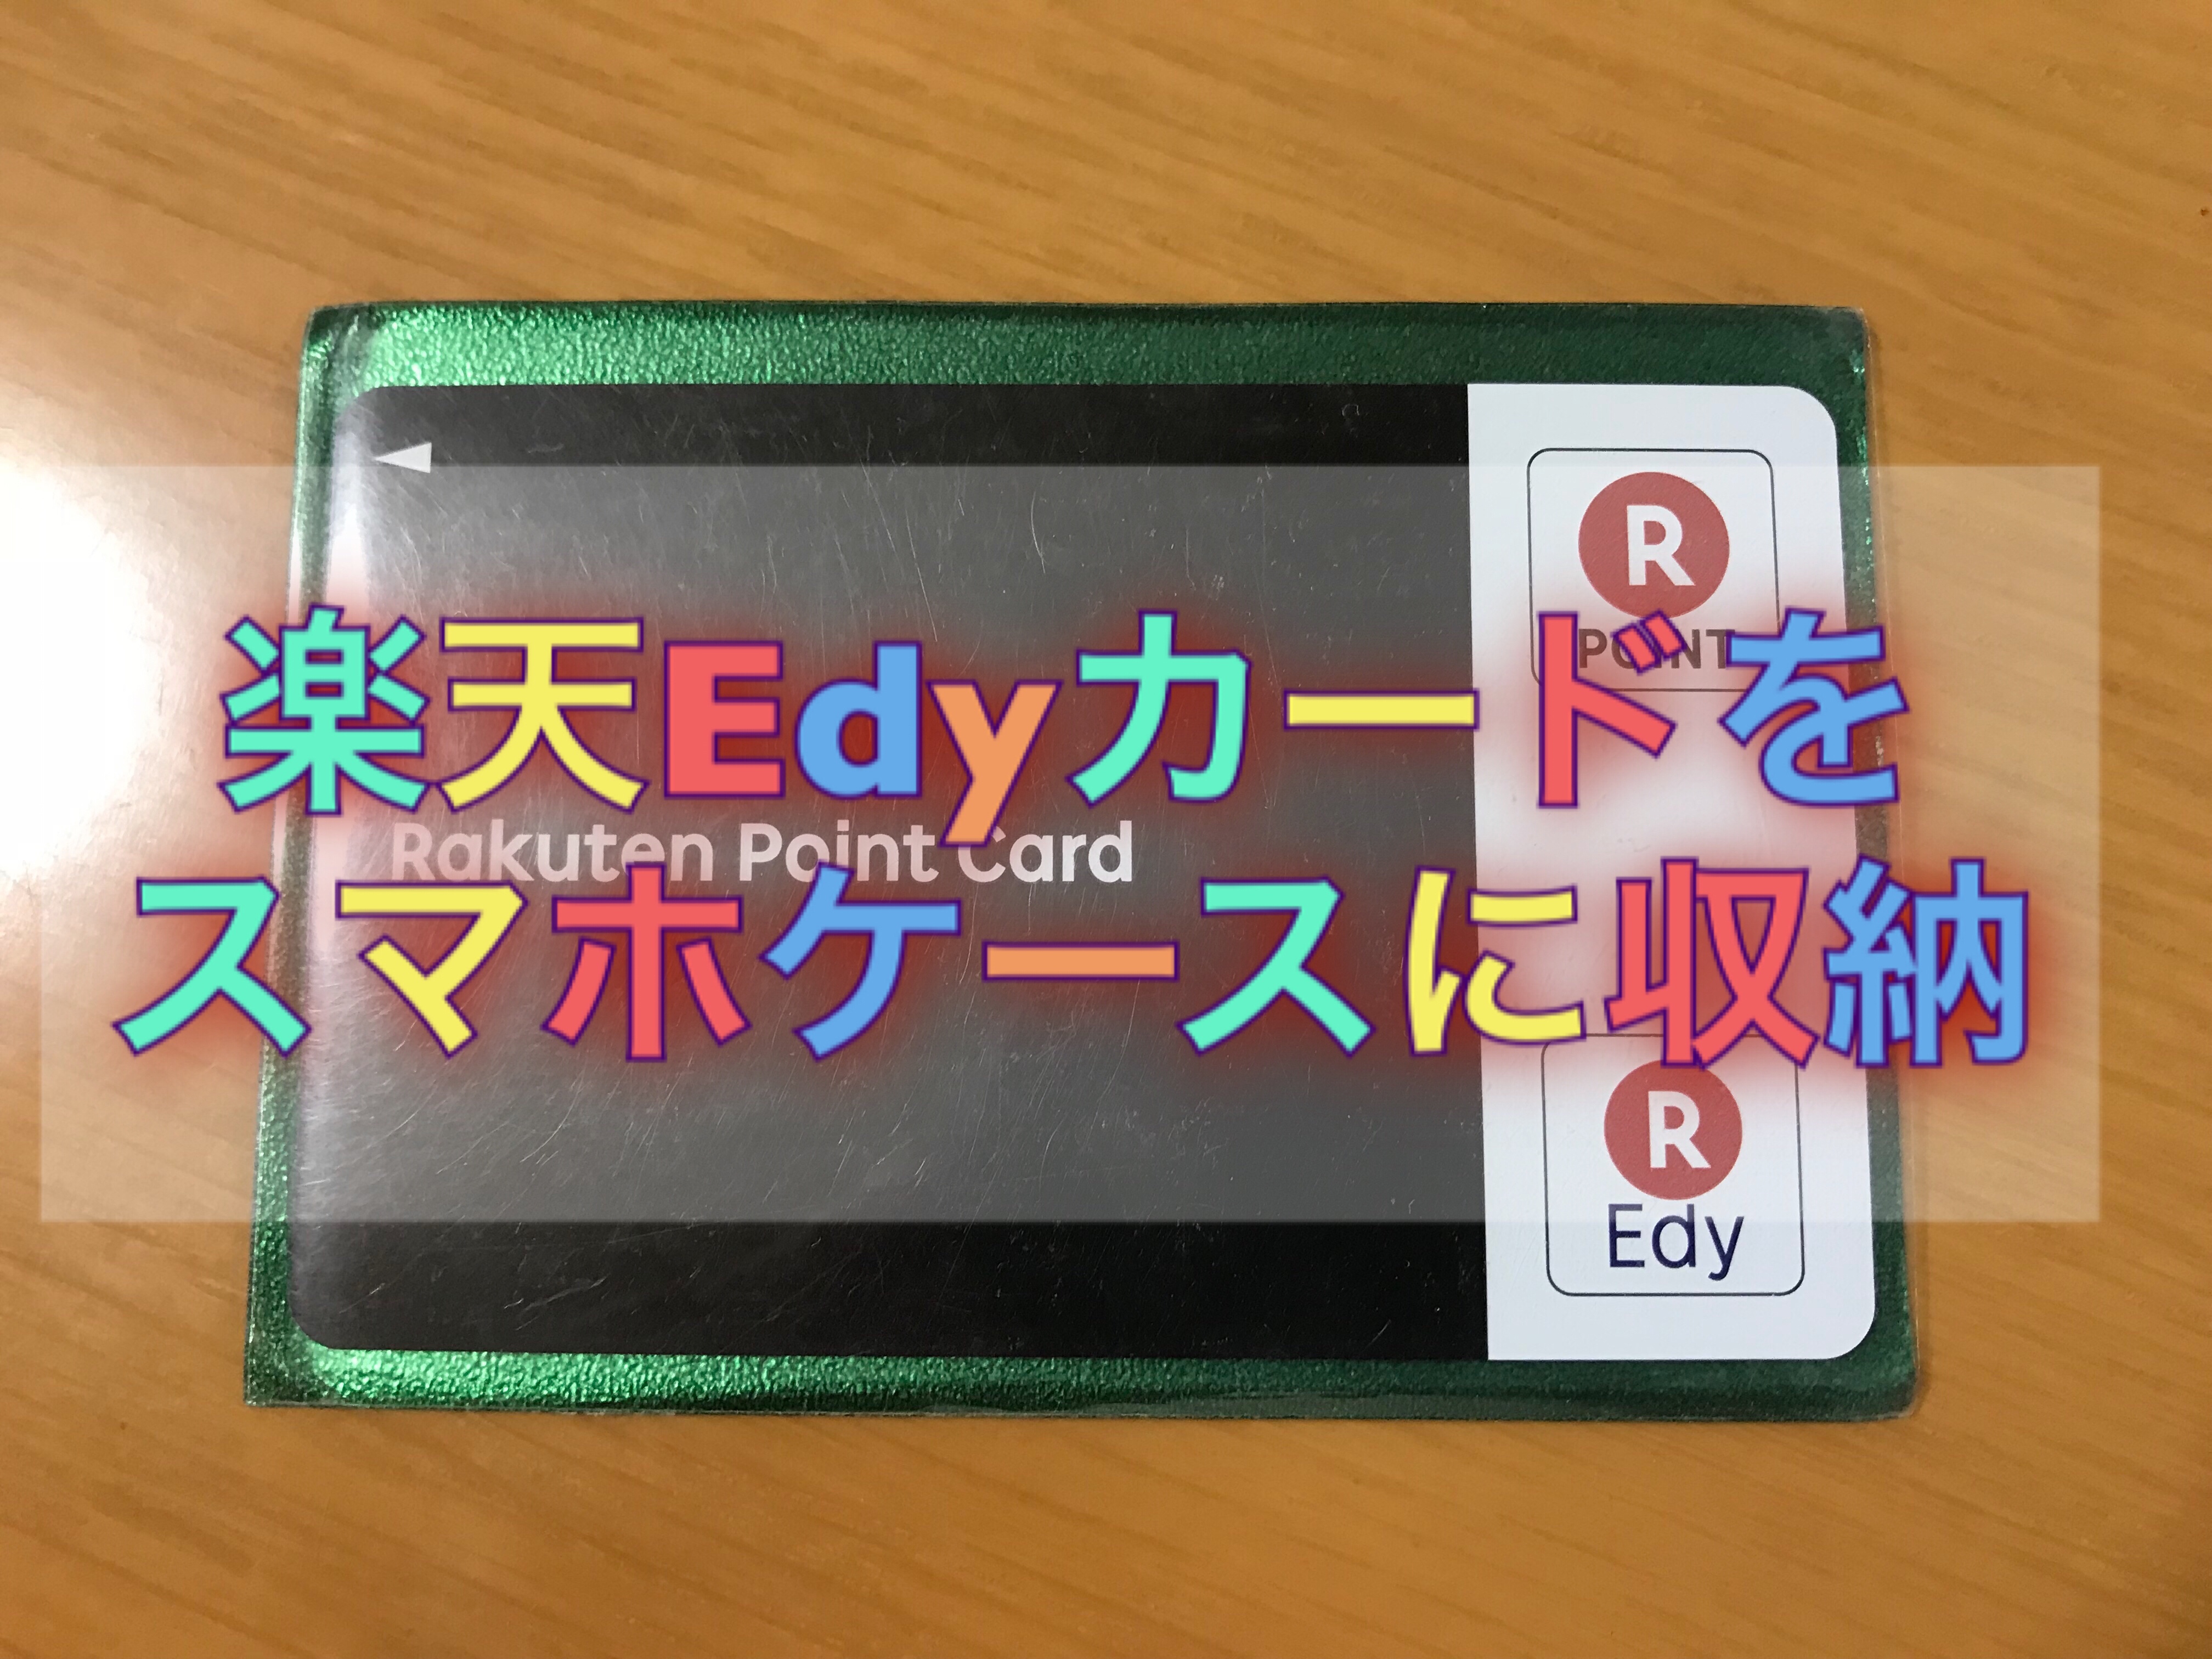 R
POINT
楽天Edyカードを
Rakuten Point Card
スマホケースに収納
R
Edy